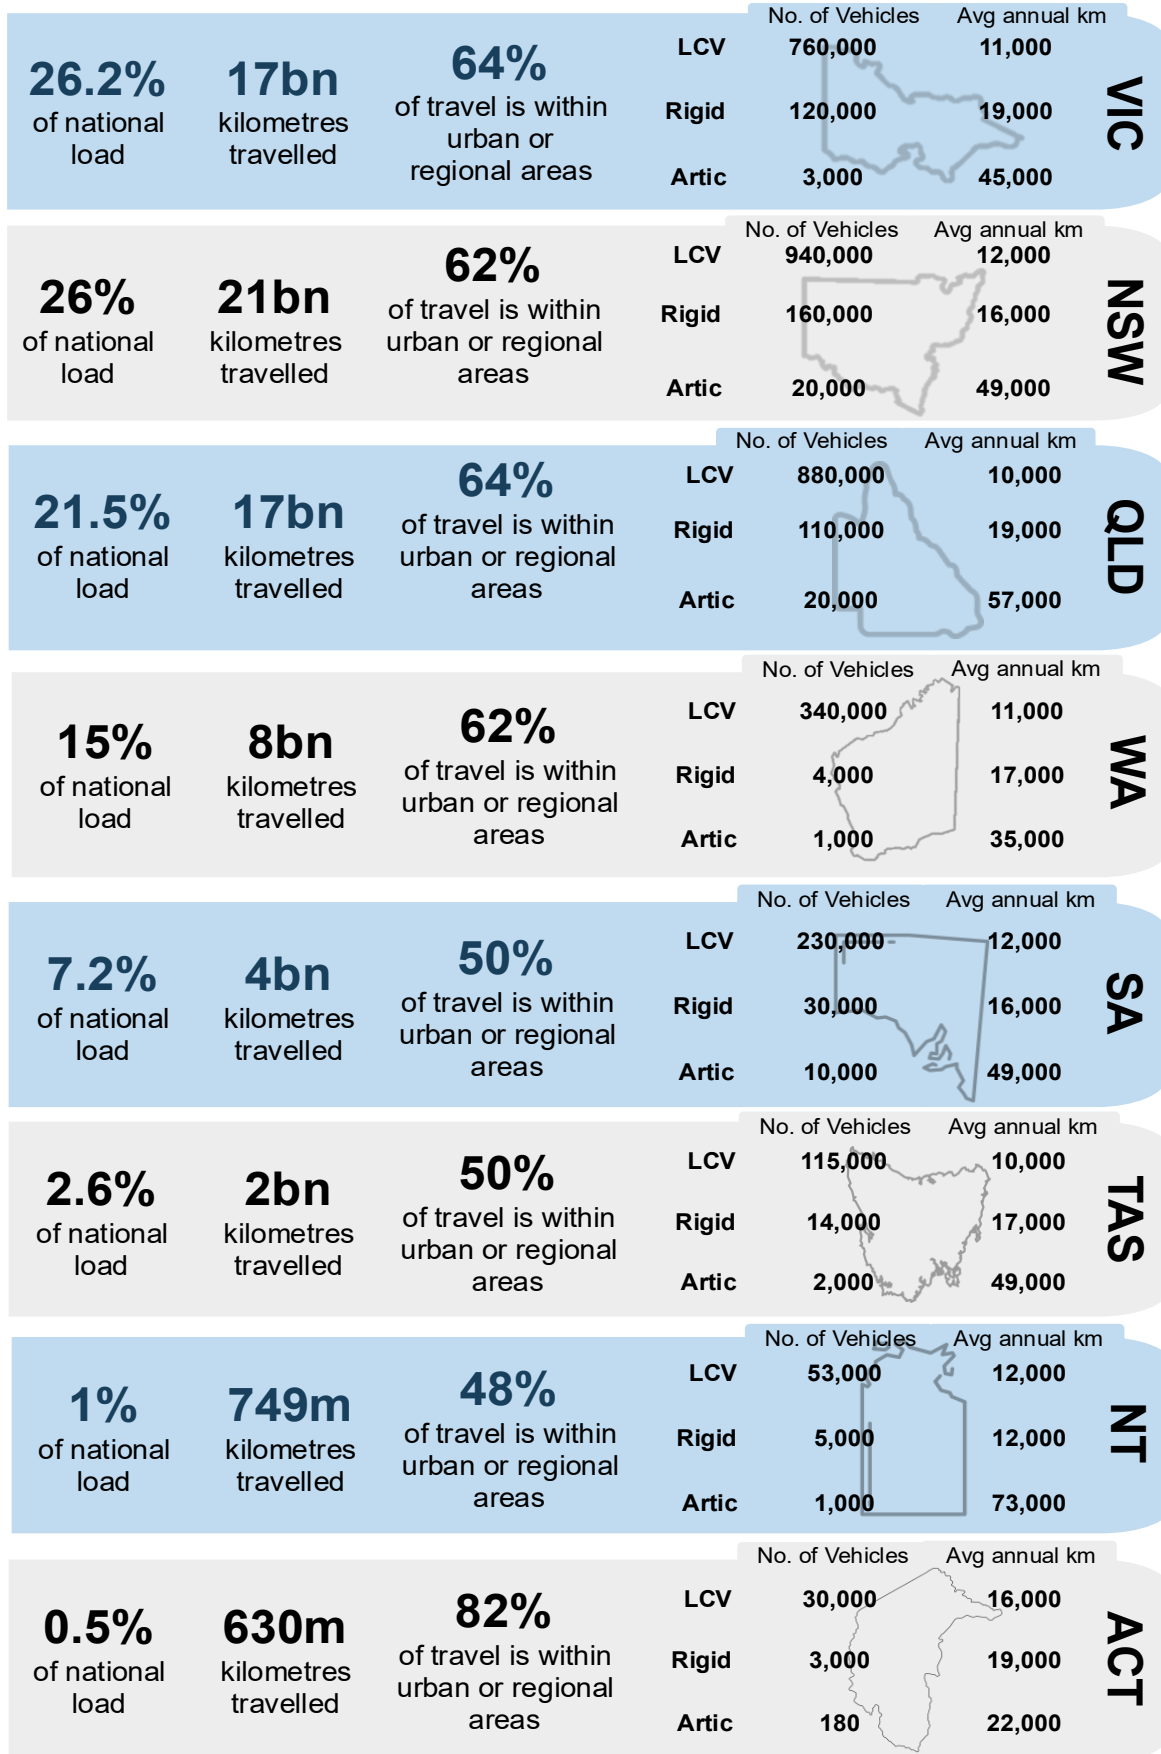 No. of Vehicles Avg annual km
26.2%
of national
load
17bn
kilometres
travelled
64%
of travel is within
urban or
regional areas
LCV 760,000 11,000
Rigid 120,000 19,000
Artic 3,000 45,000
VIC
No. of Vehicles Avg annual km
26%
of national
load
21bn
kilometres
travelled
62%
of travel is within
urban or regional
areas
LCV 940,000 12,000
Rigid 160,000 16,000
Artic 20,000 49,000
NSW
No. of Vehicles Avg annual km
21.5%
of national
load
17bn
kilometres
travelled
64%
of travel is within
urban or regional
areas
LCV 880,000 10,000
Rigid 110,000 19,000
Artic 20,000 57,000
QLD
No. of Vehicles Avg annual km
15%
of national
load
8bn
kilometres
travelled
62%
of travel is within
urban or regional
areas
LCV 340,000 11,000
Rigid 4,000 17,000
Artic 1,000 35,000
WA
No. of Vehicles Avg annual km
7.2%
of national
load
4bn
kilometres
travelled
50%
of travel is within
urban or regional
areas
LCV 230,000 12,000
Rigid 30,000 16,000
Artic 10,000 49,000
SA
No. of Vehicles Avg annual km
2.6%
of national
load
2bn
kilometres
travelled
50%
of travel is within
urban or regional
areas
LCV 115,000 10,000
Rigid 14,000 17,000
Artic 2,000 49,000
TAS
No. of Vehicles Avg annual km
1%
of national
load
749m
kilometres
travelled
48%
of travel is within
urban or regional
areas
LCV 53,000 12,000
Rigid 5,000 12,000
Artic 1,000 73,000
NT
No. of Vehicles Avg annual km
0.5%
of national
load
630m
kilometres
travelled
82%
of travel is within
urban or regional
areas
LCV 30,000 16,000
Rigid 3,000 19,000
Artic 180 22,000
ACT